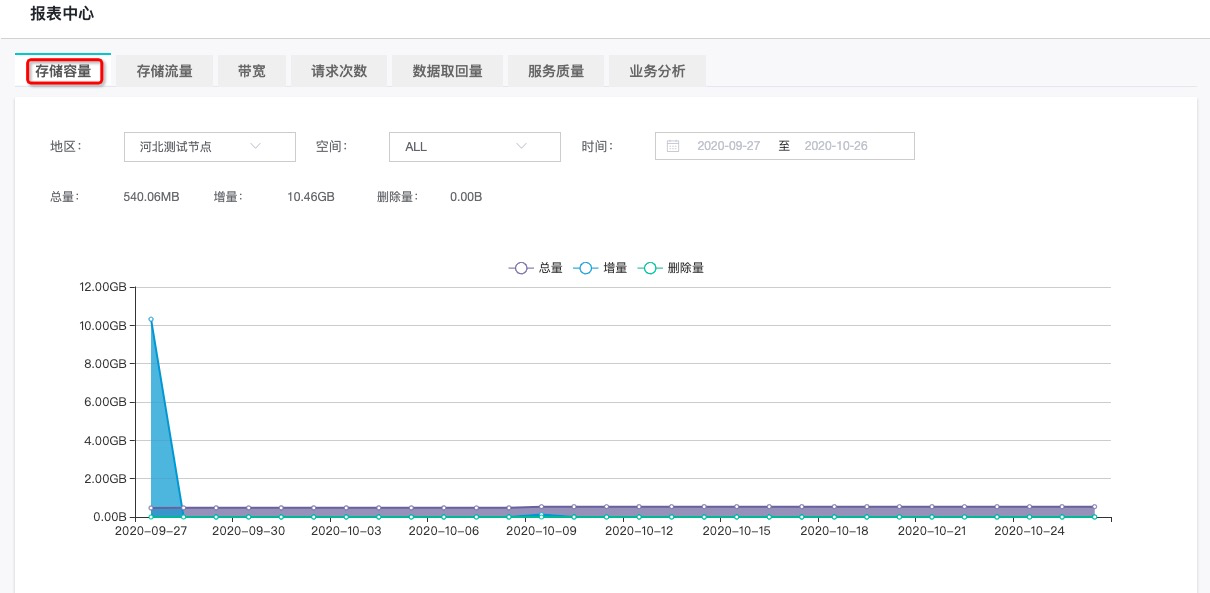 报表中心
存储容量 存储流量 带宽 请求次数 数据取回量 服务质量 业务分析
地区： 河北测试节点 空间： ALL 时间： 2020-09-27 至 2020-10-26
总量： 540.06MB 增量： 10.46GB 删除量： 0.00B
总量 增量 删除量
12.00GB
10.00GB
8.00GB
6.00GB
4.00GB
2.00GB
0.00B
2020-09-27 2020-09-30 2020-10-03 2020-10-06 2020-10-09 2020-10-12 2020-10-15 2020-10-18 2020-10-21 2020-10-24